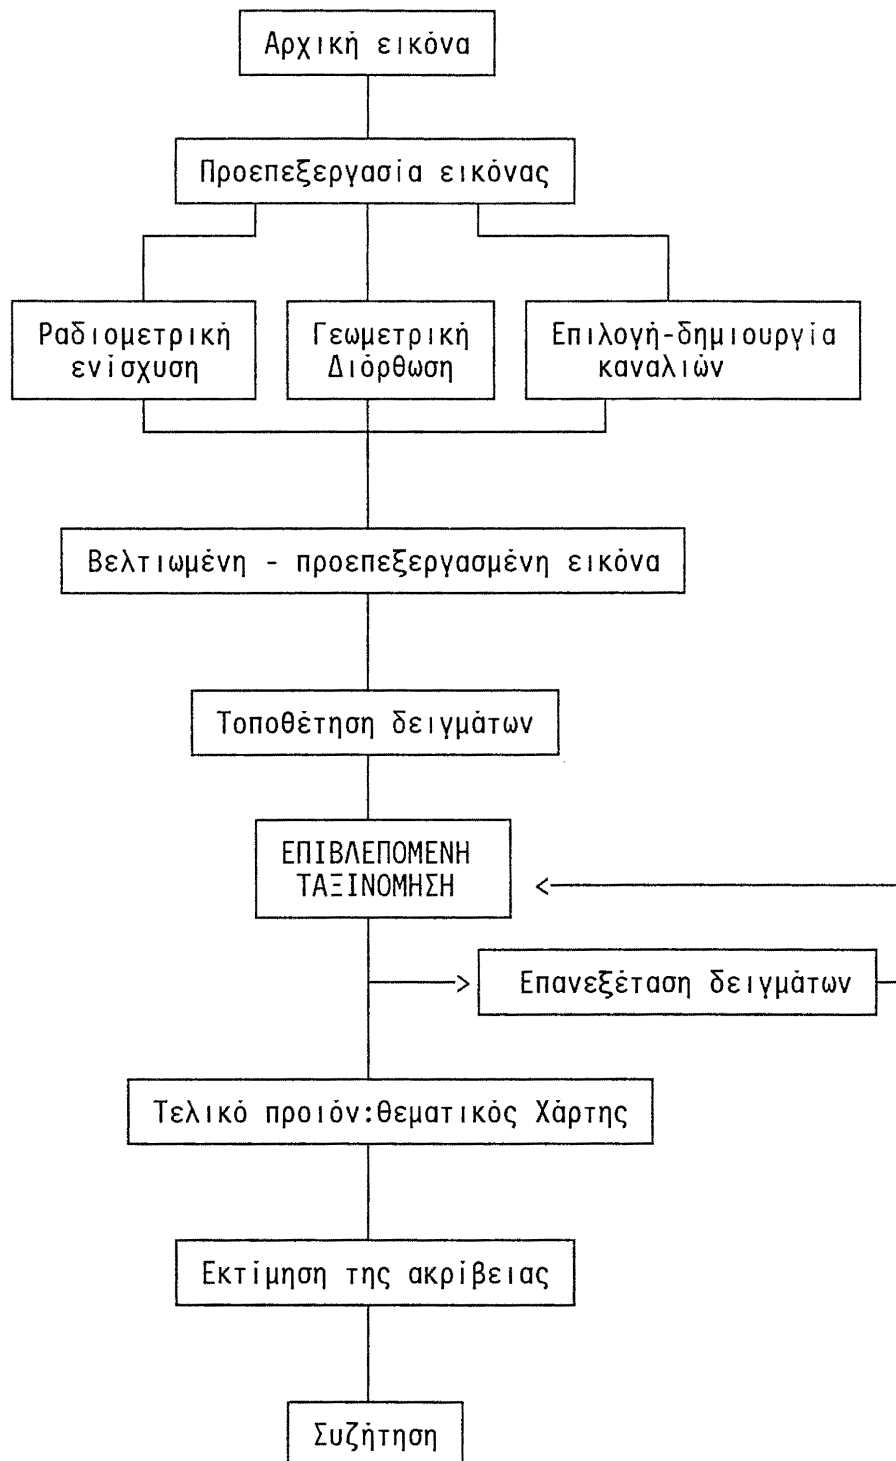 Αρχική εικόνα
Προεπεξεργασία εικόνας
Ραδιομετρική
ενίσχυση
Γεωμετρική
Διόρθωση
Επιλογή-δημιουργία
καναλιών
Βελτιωμένη - προεπεξεργασμένη εικόνα
Τοποθέτηση δειγμάτων
ΕΠΙΒΛΕΠΟΜΕΝΗ
ΤΑΞΙΝΟΜΗΣΗ
Επανεξέταση δειγμάτων
Τελικό προιόν:θεματικός Χάρτης
Εκτίμηση της ακρίβειας
Συζήτηση